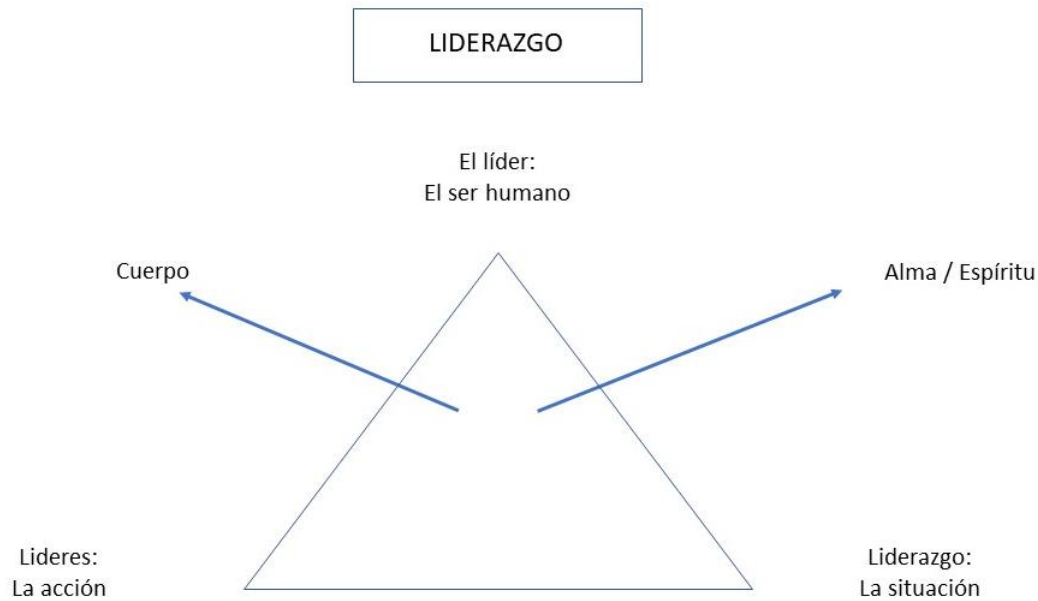 LIDERAZGO
El líder:
El ser humano
Cuerpo
Alma / Espíritu
Lideres:
La acción
Liderazgo:
La situación